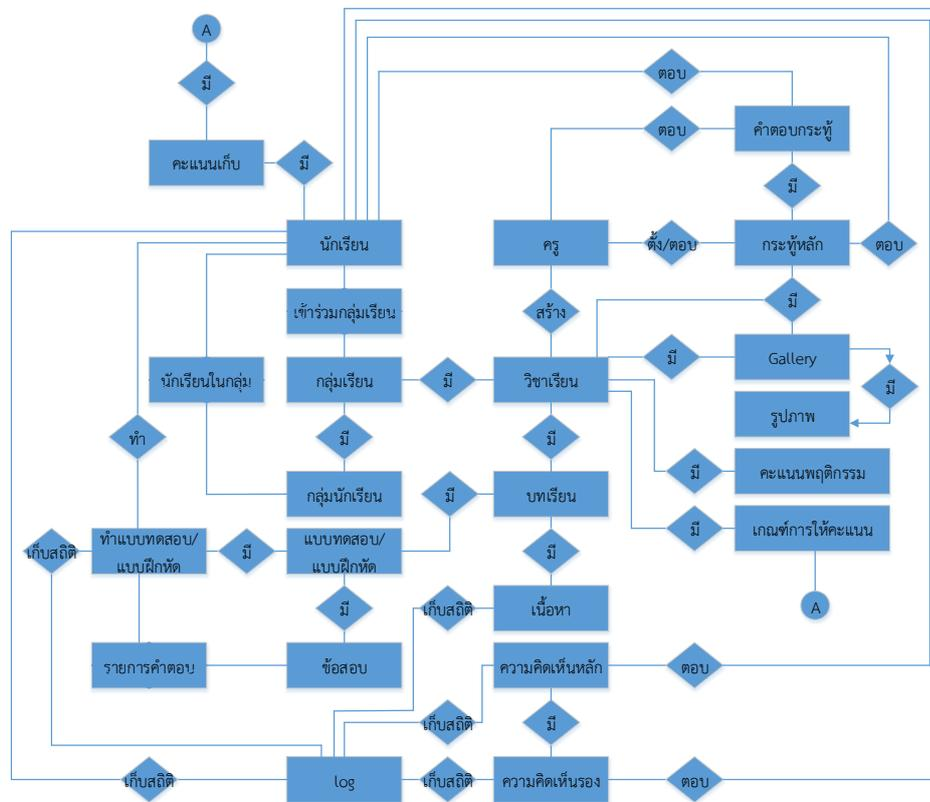 A
มี
ตอบ
ตอบ
คำตอบกระทู้
คะแนนเก็บ
มี
มี
นักเรียน
ครู
ตั้ง/ตอบ
กระทู้หลัก
ตอบ
เข้าร่วมกลุ่มเรียน
สร้าง
มี
นักเรียนในกลุ่ม
กลุ่มเรียน
มี
วิชาเรียน
มี
Gallery
มี
รูปภาพ
ทำ
มี
มี
มี
คะแนนพฤติกรรม
กลุ่มนักเรียน
มี
บทเรียน
มี
เกณฑ์การให้คะแนน
เก็บสถิติ
ทำแบบทดสอบ/
แบบฝึกหัด
มี
แบบทดสอบ/
แบบฝึกหัด
มี
มี
เก็บสถิติ
เนื้อหา
A
รายการคำตอบ
ข้อสอบ
ความคิดเห็นหลัก
ตอบ
เก็บสถิติ
มี
เก็บสถิติ
log
เก็บสถิติ
ความคิดเห็นรอง
ตอบ